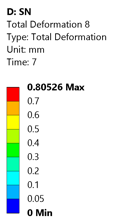 D: SN
Total Deformation 8
Type: Total Deformation
Unit: mm
Time: 7
0.80526 Max
0.7
0.6
0.5
0.4
0.3
0.2
0.1
0.05
0 Min